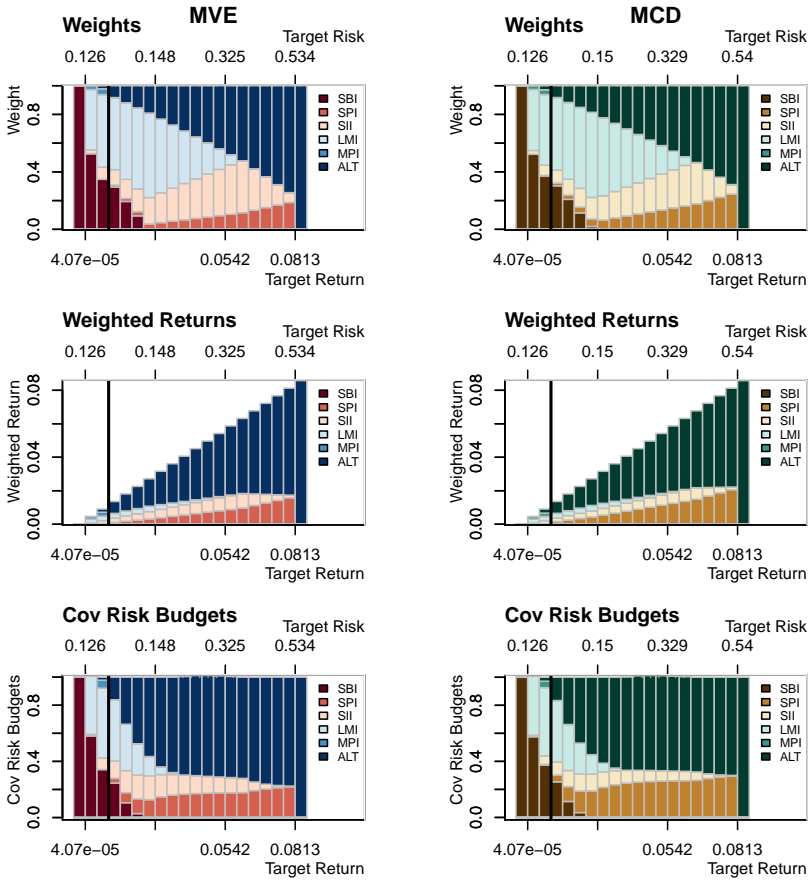 MVE
Weights
Target Risk
0.126 0.148 0.325 0.534
Weight
0.0 0.4 0.8
SBI
SPI
SII
LMI
MPI
ALT
4.07e−05 0.0542 0.0813
Target Return
MCD
Weights
Target Risk
0.126 0.15 0.329 0.54
Weight
0.0 0.4 0.8
SBI
SPI
SII
LMI
MPI
ALT
4.07e−05 0.0542 0.0813
Target Return
Weighted Returns
Target Risk
0.126 0.148 0.325 0.534
Weighted Return
0.00 0.04 0.08
SBI
SPI
SII
LMI
MPI
ALT
4.07e−05 0.0542 0.0813
Target Return
Weighted Returns
Target Risk
0.126 0.15 0.329 0.54
Weighted Return
0.00 0.04 0.08
SBI
SPI
SII
LMI
MPI
ALT
4.07e−05 0.0542 0.0813
Target Return
Cov Risk Budgets
Target Risk
0.126 0.148 0.325 0.534
Cov Risk Budgets
0.0 0.4 0.8
SBI
SPI
SII
LMI
MPI
ALT
4.07e−05 0.0542 0.0813
Target Return
Cov Risk Budgets
Target Risk
0.126 0.15 0.329 0.54
Cov Risk Budgets
0.0 0.4 0.8
SBI
SPI
SII
LMI
MPI
ALT
4.07e−05 0.0542 0.0813
Target Return